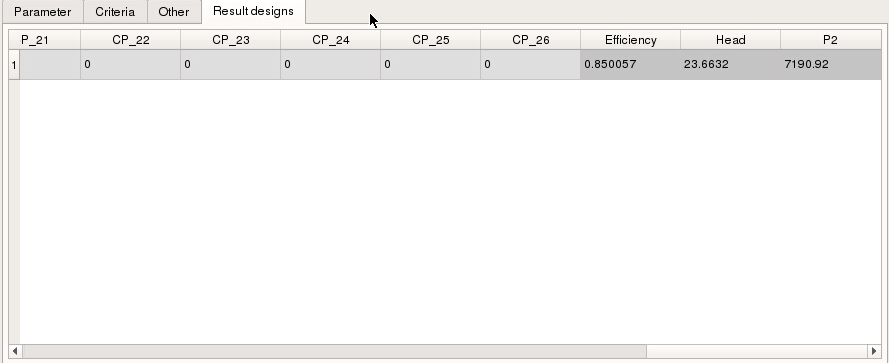 Parameter Criteria Other Result designs
P_21 CP_22 CP_23 CP_24 CP_25 CP_26 Efficiency Head P2
1 0 0 0 0 0 0.850057 23.6632 7190.92